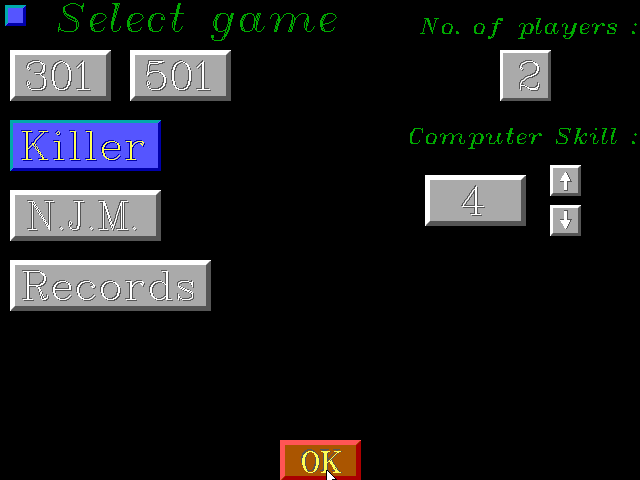 Select game
No. of players :
301 501
2
Killer
Computer Skill :
N.J.M.
4
Records
OK